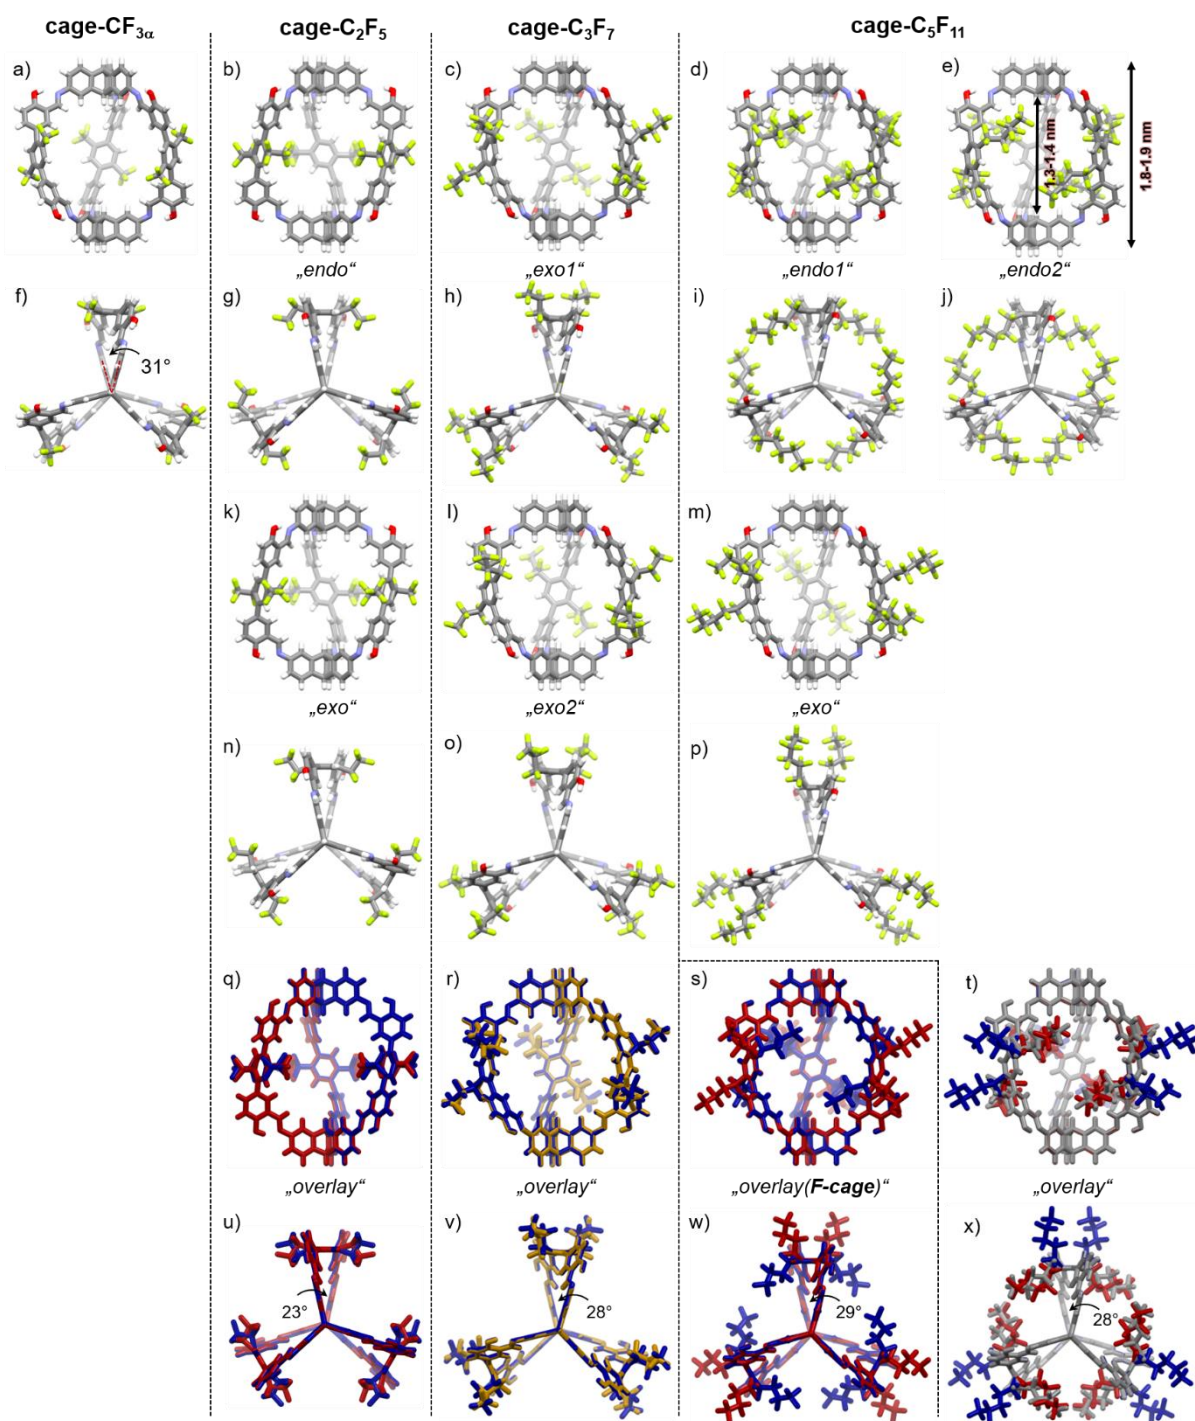 cage-CF3α cage-C2F5 cage-C3F7 cage-C5F11
a) b) c) d) e)
1.3-1.4 nm
1.8-1.9 nm
„endo“ „exo1“ „endo1“ „endo2“
f) g) h) i) j)
31°
k) l) m)
„exo“ „exo2“ „exo“
n) o) p)
q) r) s) t)
„overlay“ „overlay“ „overlay(F-cage)“ „overlay“
u) v) w) x)
23° 28° 29° 28°